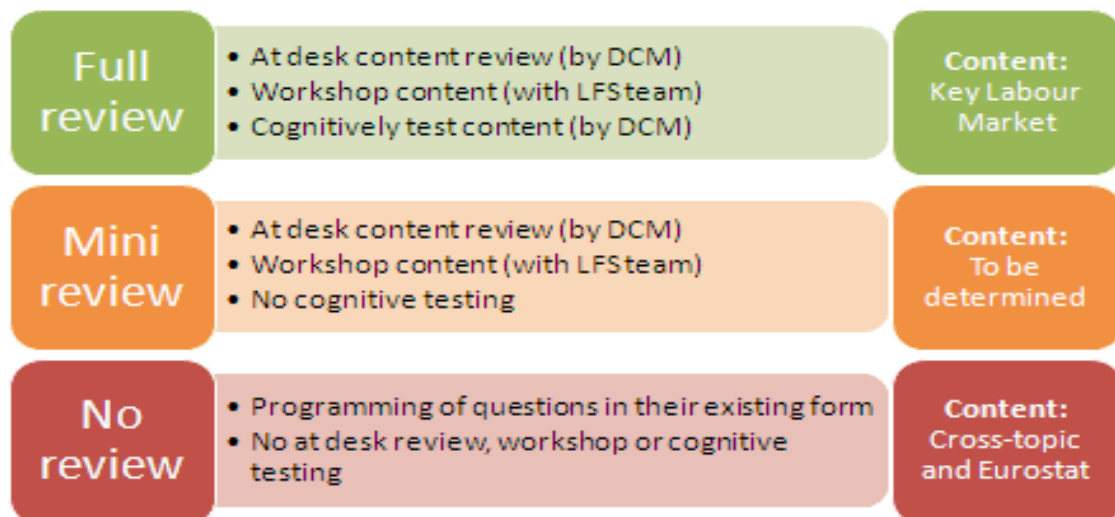 Full
review
• At desk content review (by DCM)
• Workshop content (with LFS team)
• Cognitively test content (by DCM)
Content:
Key Labour
Market
Mini
review
• At desk content review (by DCM)
• Workshop content (with LFS team)
• No cognitive testing
Content:
To be
determined
No
review
• Programming of questions in their existing form
• No at desk review, workshop or cognitive
testing
Content:
Cross-topic
and Eurostat